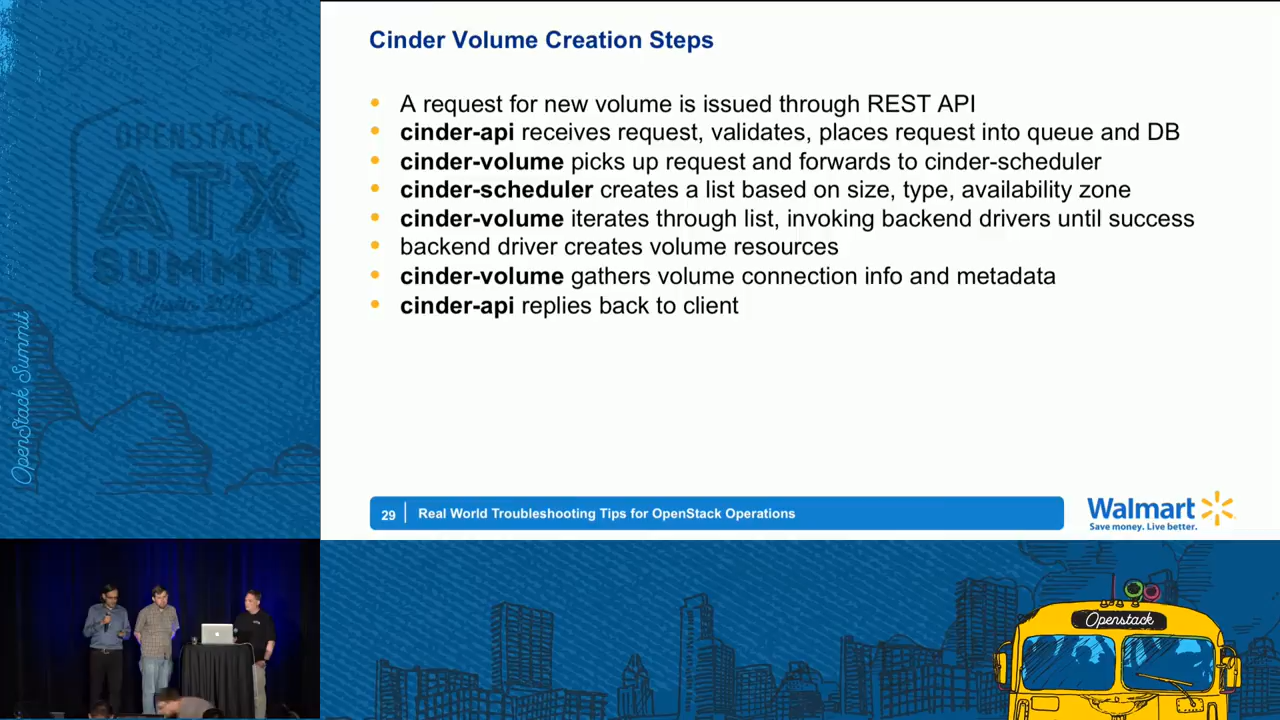 Cinder Volume Creation Steps
A request for new volume is issued through REST API
cinder-api receives request, validates, places request into queue and DB
cinder-volume picks up request and forwards to cinder-scheduler
cinder-scheduler creates a list based on size, type, availability zone
cinder-volume iterates through list, invoking backend drivers until success
backend driver creates volume resources
cinder-volume gathers volume connection info and metadata
cinder-api replies back to client
29
Real World Troubleshooting Tips for OpenStack Operations
Walmart
Save money. Live better.
OPENSTACK
ATX
SUMMIT
OpenStack Summit
Openstack